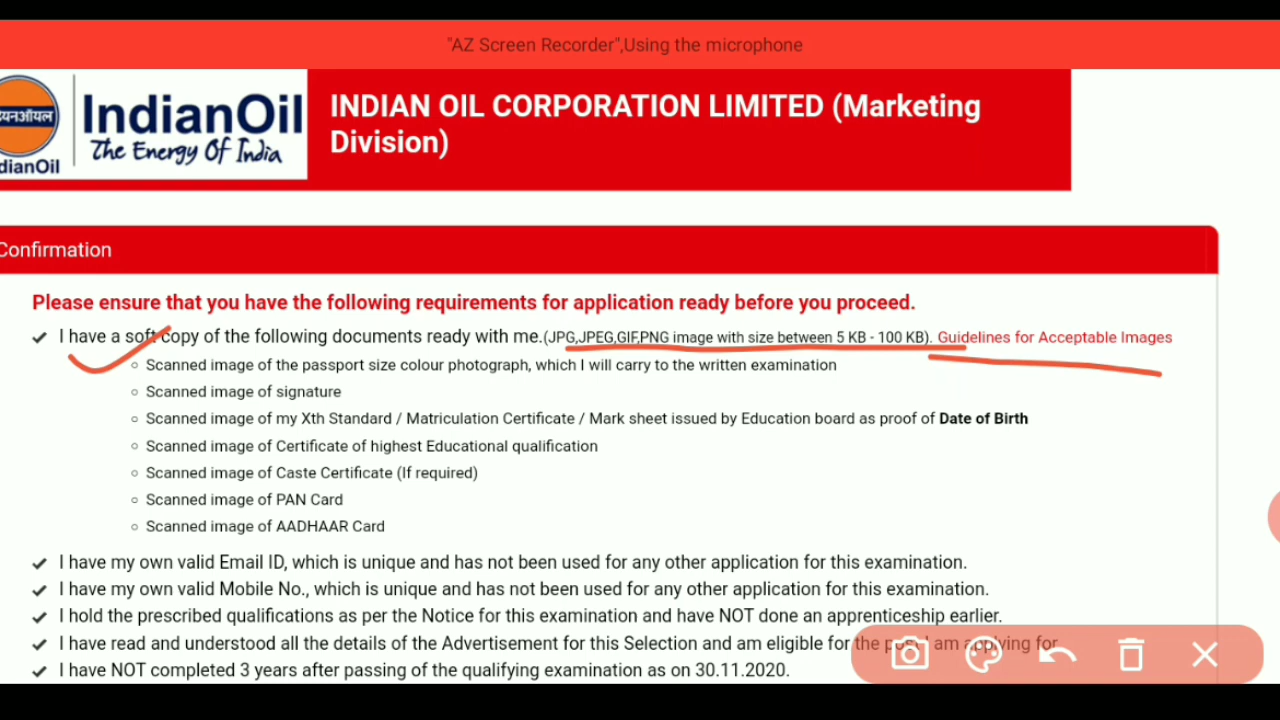 "AZ Screen Recorder",Using the microphone
IndianOil
The Energy Of India
dianOil
INDIAN OIL CORPORATION LIMITED (Marketing
Division)
Confirmation
Please ensure that you have the following requirements for application ready before you proceed.
I have a soft copy of the following documents ready with me.(JPG,JPEG,GIF,PNG image with size between 5 KB - 100 KB). Guidelines for Acceptable Images
Scanned image of the passport size colour photograph, which I will carry to the written examination
Scanned image of signature
Scanned image of my Xth Standard / Matriculation Certificate / Mark sheet issued by Education board as proof of Date of Birth
Scanned image of Certificate of highest Educational qualification
Scanned image of Caste Certificate (If required)
Scanned image of PAN Card
Scanned image of AADHAAR Card
I have my own valid Email ID, which is unique and has not been used for any other application for this examination.
I have my own valid Mobile No., which is unique and has not been used for any other application for this examination.
I hold the prescribed qualifications as per the Notice for this examination and have NOT done an apprenticeship earlier.
I have read and understood all the details of the Advertisement for this Selection and am eligible for the post I am applying for
I have NOT completed 3 years after passing of the qualifying examination as on 30.11.2020.